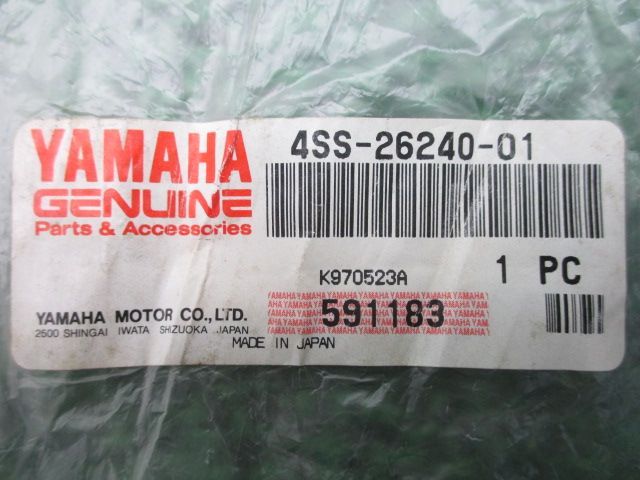 YAMAHA
GENUINE
Parts & Accessories
4SS-26240-01
K970523A
1 PC
YAMAHA MOTOR CO., LTD.
2500 SHINGAI IWATA SHIZUOKA JAPAN
591183
MADE IN JAPAN